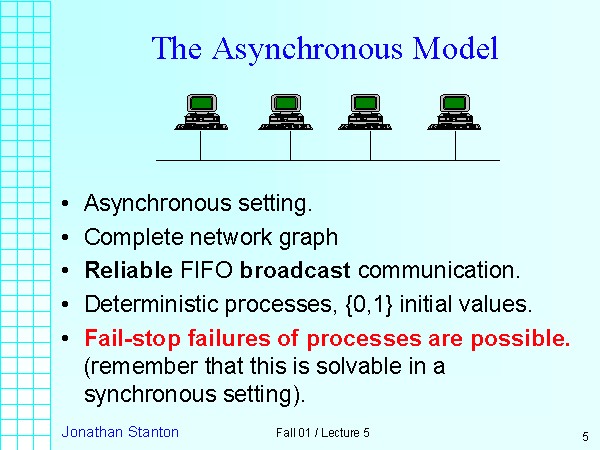 The Asynchronous Model
• Asynchronous setting.
• Complete network graph
• Reliable FIFO broadcast communication.
• Deterministic processes, {0,1} initial values.
• Fail-stop failures of processes are possible.
(remember that this is solvable in a
synchronous setting).
Jonathan Stanton Fall 01 / Lecture 5 5